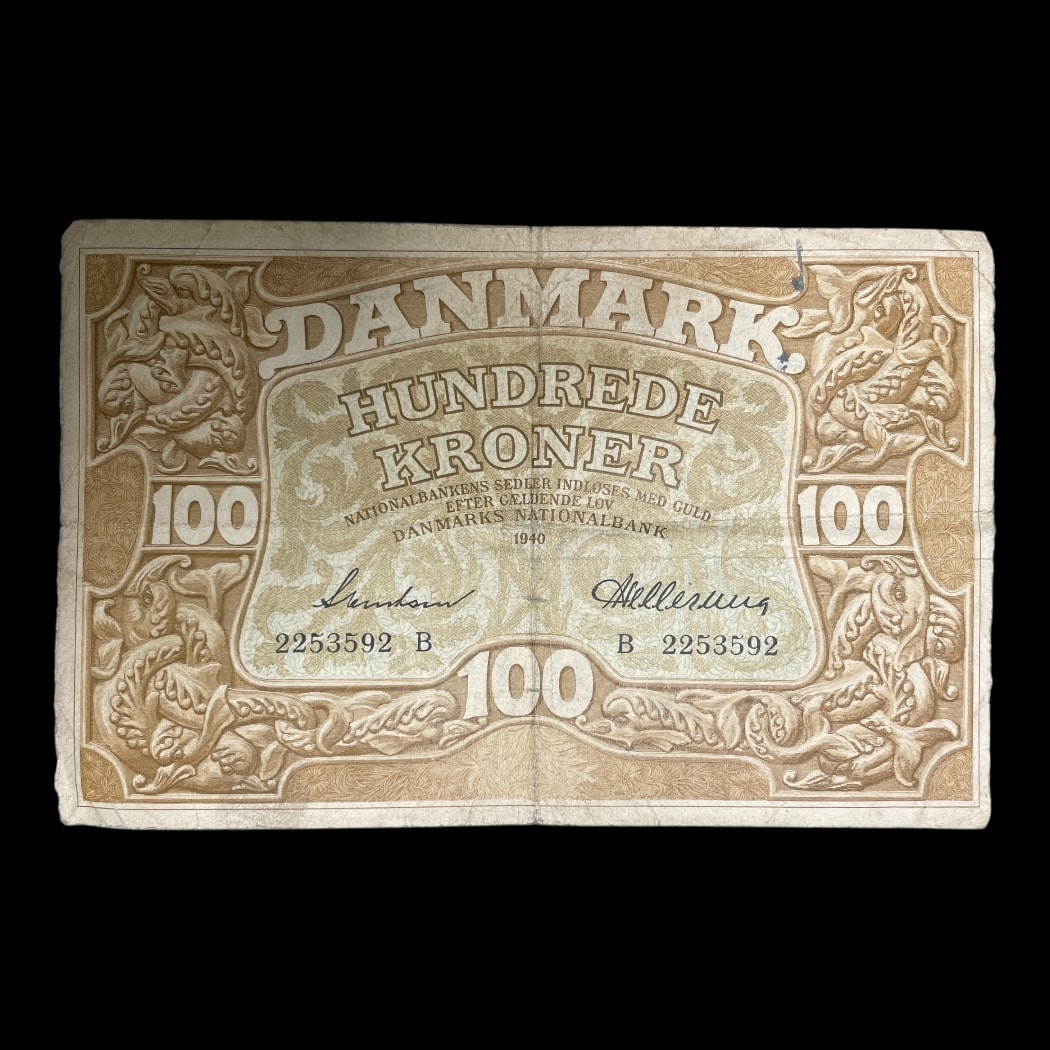 DANMARK
HUNDREDE
KRONER
NATIONALBANKENS SEDLER INDLØSES MED GULD
EFTER GÆLDENDE LOV
DANMARKS NATIONALBANK
1940
100 100
2253592 B B 2253592
100